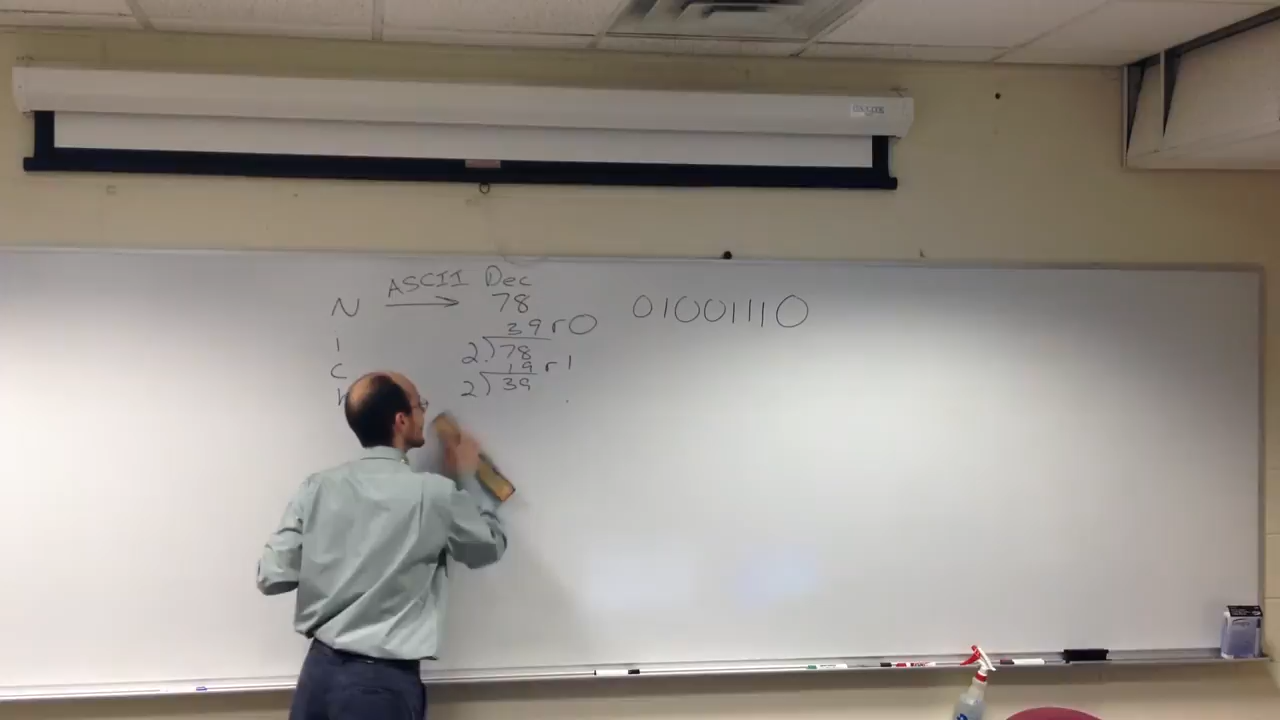 ASCII Dec
N → 78 01001110
39 r 0
i 2)78
c 19 r 1
2)39